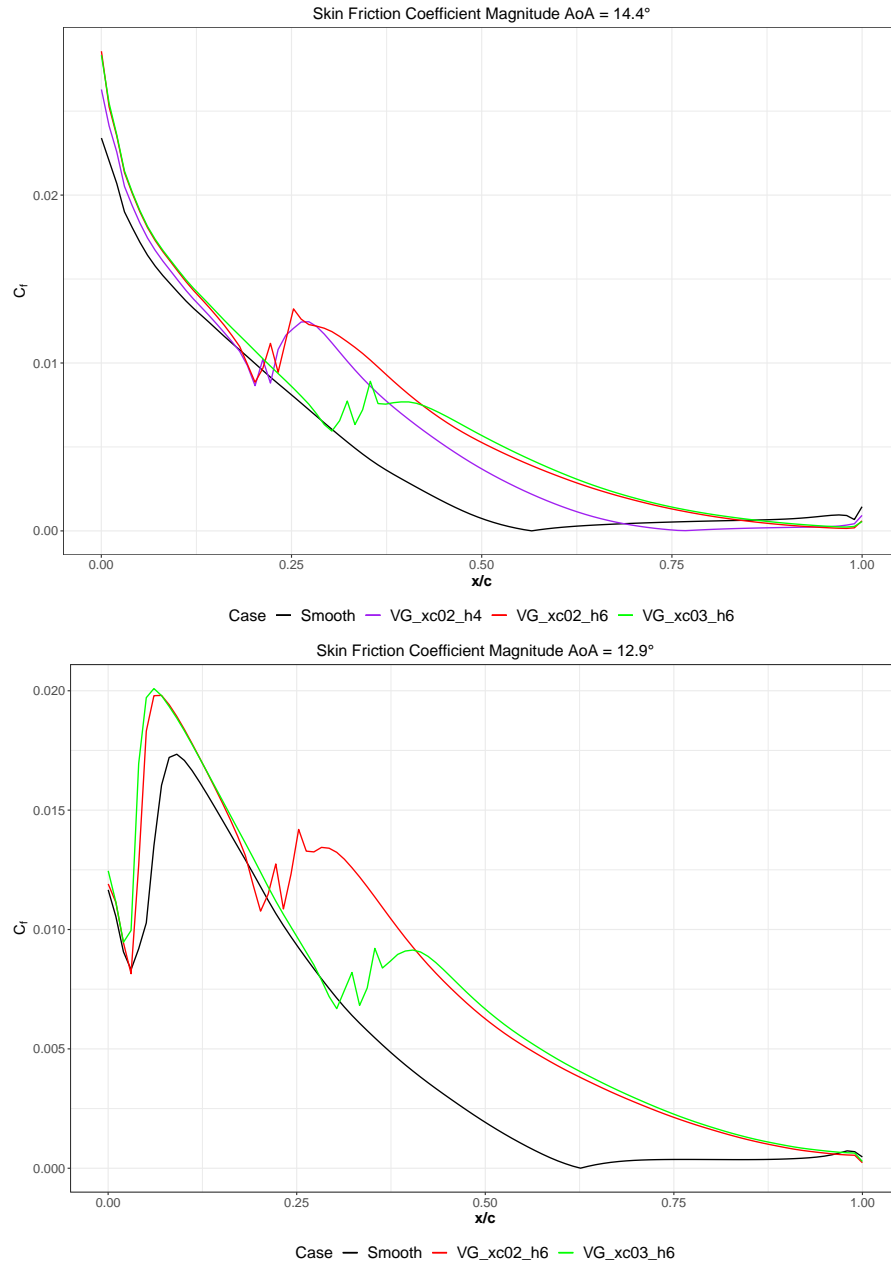 Skin Friction Coefficient Magnitude AoA = 14.4°
0.02
0.01
0.00
Cf
0.00 0.25 0.50 0.75 1.00
x/c
Case Smooth VG_xc02_h4 VG_xc02_h6 VG_xc03_h6
Skin Friction Coefficient Magnitude AoA = 12.9°
0.020
0.015
0.010
0.005
0.000
Cf
0.00 0.25 0.50 0.75 1.00
x/c
Case Smooth VG_xc02_h6 VG_xc03_h6